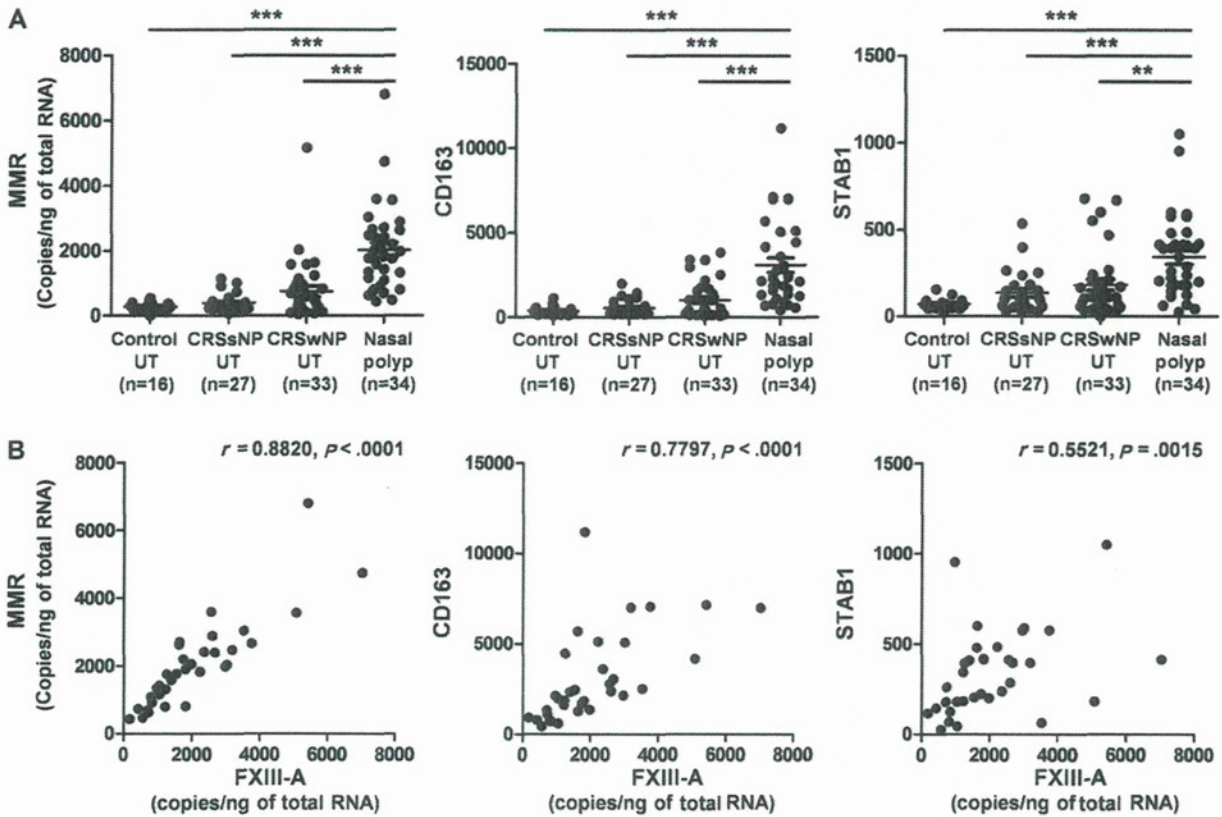 A
*** *** ***
*** *** ***
*** *** **
8000
6000
4000
2000
0
MMR
(Copies/ng of total RNA)
Control UT (n=16)
CRSsNP UT (n=27)
CRSwNP UT (n=33)
Nasal polyp (n=34)
15000
10000
5000
0
CD163
Control UT (n=16)
CRSsNP UT (n=27)
CRSwNP UT (n=33)
Nasal polyp (n=34)
1500
1000
500
0
STAB1
Control UT (n=16)
CRSsNP UT (n=27)
CRSwNP UT (n=33)
Nasal polyp (n=34)
B
r = 0.8820, P < .0001
8000
6000
4000
2000
0
MMR
(Copies/ng of total RNA)
0 2000 4000 6000 8000
FXIII-A
(copies/ng of total RNA)
r = 0.7797, P < .0001
15000
10000
5000
0
CD163
0 2000 4000 6000 8000
FXIII-A
(copies/ng of total RNA)
r = 0.5521, P = .0015
1500
1000
500
0
STAB1
0 2000 4000 6000 8000
FXIII-A
(copies/ng of total RNA)